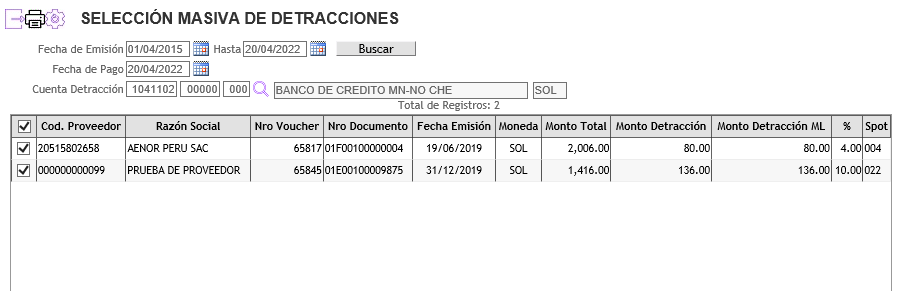 SELECCIÓN MASIVA DE DETRACCIONES
Fecha de Emisión 01/04/2015 Hasta 20/04/2022 Buscar
Fecha de Pago 20/04/2022
Cuenta Detracción 1041102 00000 000 BANCO DE CREDITO MN-NO CHE SOL
Total de Registros: 2
Cod. Proveedor Razón Social Nro Voucher Nro Documento Fecha Emisión Moneda Monto Total Monto Detracción Monto Detracción ML % Spot
20515802658 AENOR PERU SAC 65817 01F00100000004 19/06/2019 SOL 2,006.00 80.00 80.00 4.00 004
000000000099 PRUEBA DE PROVEEDOR 65845 01E00100009875 31/12/2019 SOL 1,416.00 136.00 136.00 10.00 022